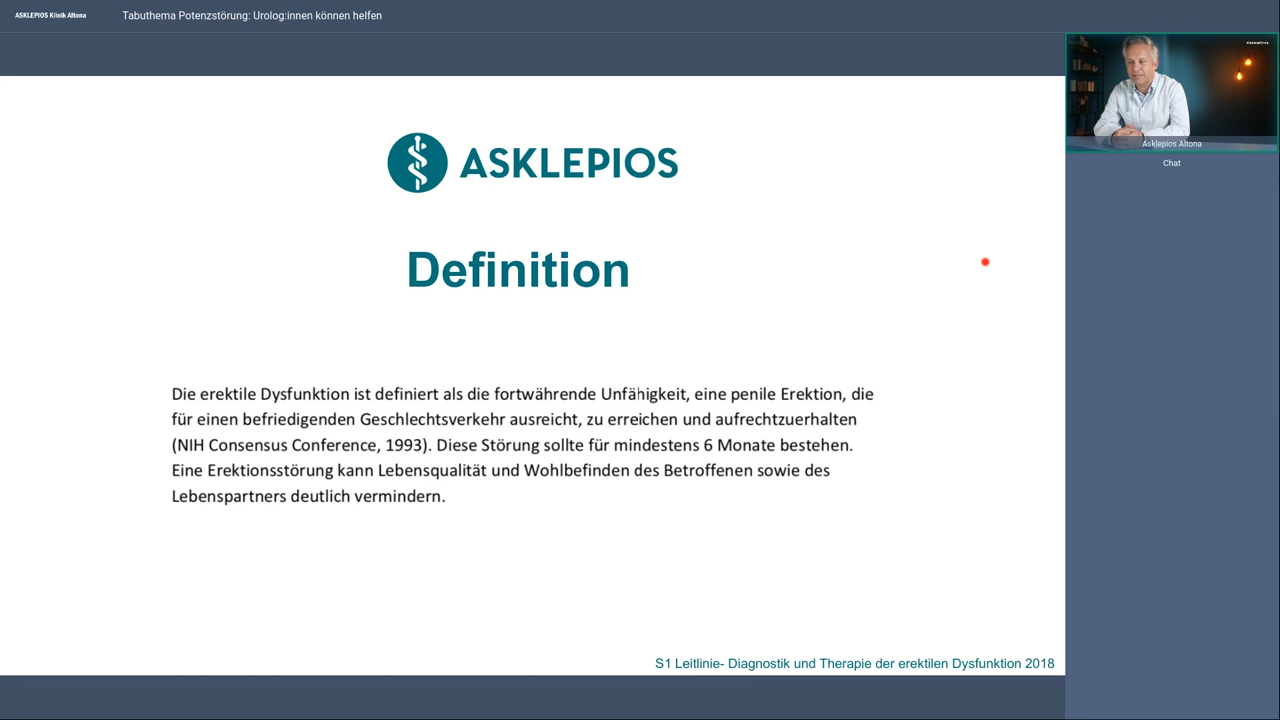 ASKLEPIOS Klinik Altona
Tabuthema Potenzstörung: Urolog:innen können helfen
Asklepios Altona
Chat
ASKLEPIOS
Definition
Die erektile Dysfunktion ist definiert als die fortwährende Unfähigkeit, eine penile Erektion, die
für einen befriedigenden Geschlechtsverkehr ausreicht, zu erreichen und aufrechtzuerhalten
(NIH Consensus Conference, 1993). Diese Störung sollte für mindestens 6 Monate bestehen.
Eine Erektionsstörung kann Lebensqualität und Wohlbefinden des Betroffenen sowie des
Lebenspartners deutlich vermindern.
S1 Leitlinie- Diagnostik und Therapie der erektilen Dysfunktion 2018